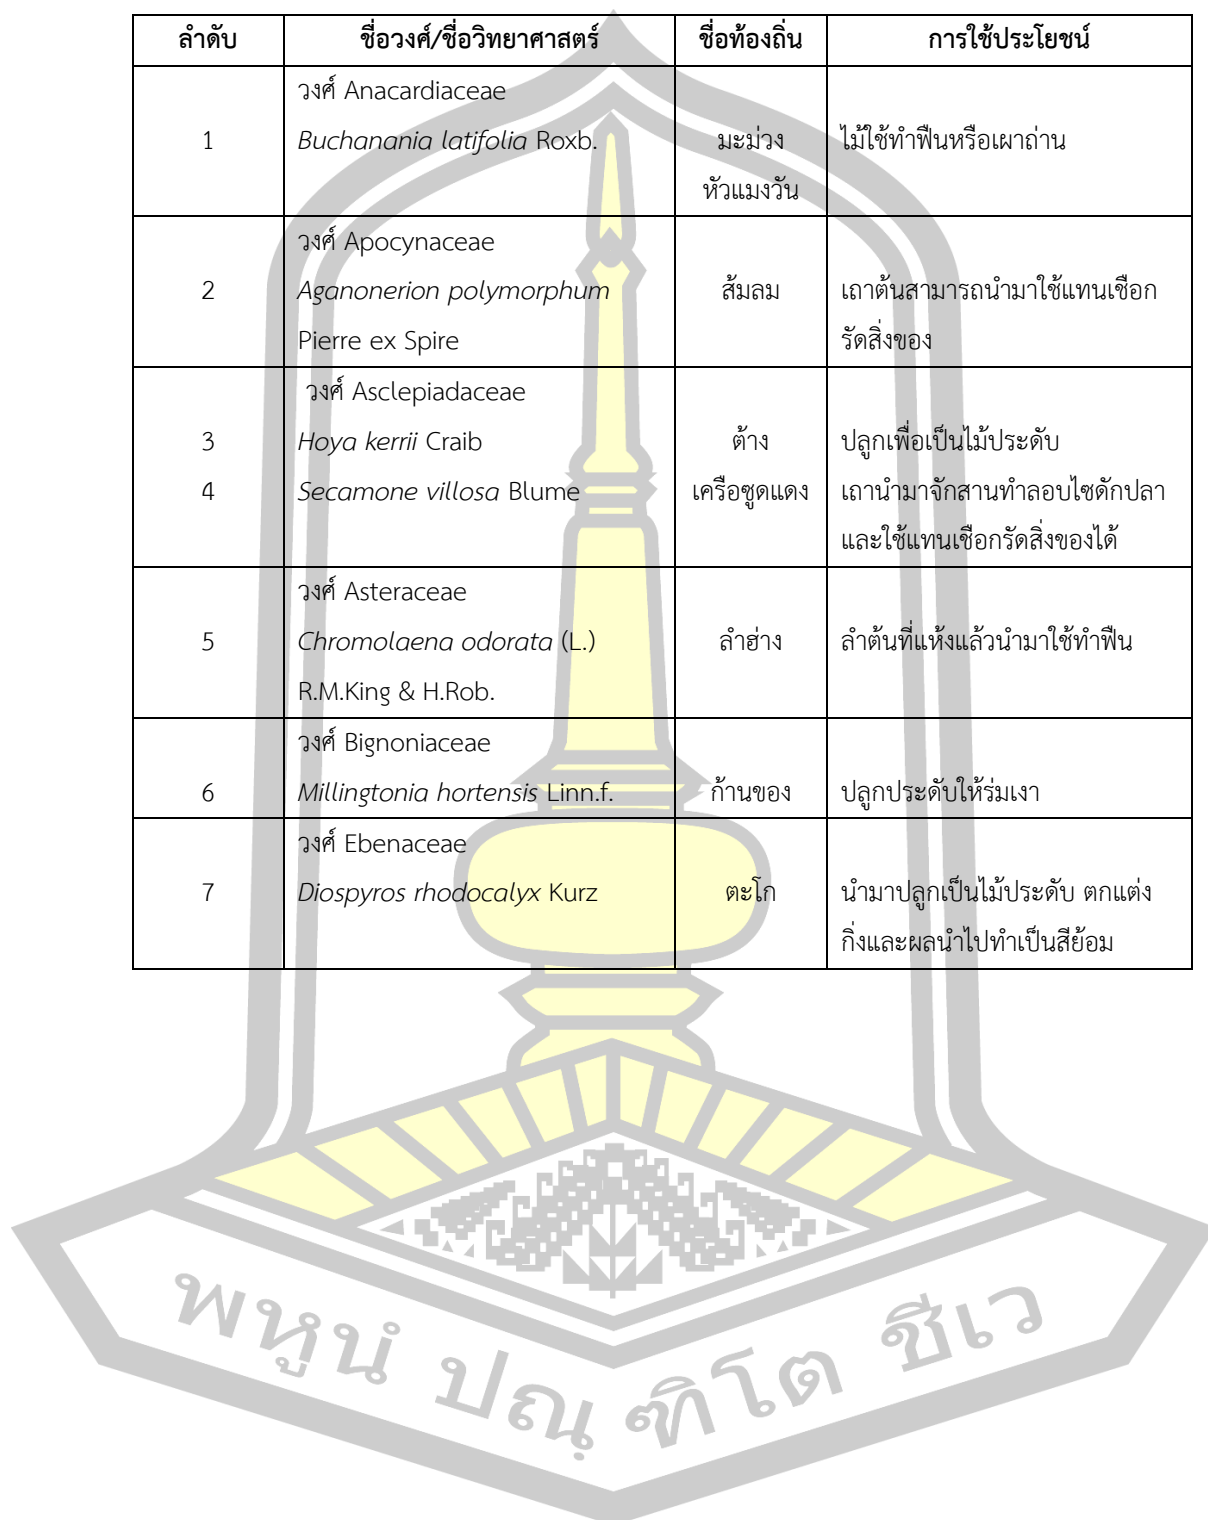 ลำดับ ชื่อวงศ์/ชื่อวิทยาศาสตร์ ชื่อท้องถิ่น การใช้ประโยชน์
วงศ์ Anacardiaceae
1 Buchanania latifolia Roxb. มะม่วง ไม้ใช้ทำฟืนหรือเผาถ่าน
หัวแมงวัน
วงศ์ Apocynaceae
2 Aganonerion polymorphum ส้มลม เถาต้นสามารถนำมาใช้แทนเชือก
Pierre ex Spire รัดสิ่งของ
วงศ์ Asclepiadaceae
3 Hoya kerrii Craib ต้าง ปลูกเพื่อเป็นไม้ประดับ
4 Secamone villosa Blume เครือซูดแดง เถานำมาจักสานทำลอบไซดักปลา
และใช้แทนเชือกรัดสิ่งของได้
วงศ์ Asteraceae
5 Chromolaena odorata (L.) ลำฮ่าง ลำต้นที่แห้งแล้วนำมาใช้ทำฟืน
R.M.King & H.Rob.
วงศ์ Bignoniaceae
6 Millingtonia hortensis Linn.f. ก้านของ ปลูกประดับให้ร่มเงา
วงศ์ Ebenaceae
7 Diospyros rhodocalyx Kurz ตะโก นำมาปลูกเป็นไม้ประดับ ตกแต่ง
กิ่งและผลนำไปทำเป็นสีย้อม
พหูนํ ปณฺ ฑิโต ชีเว